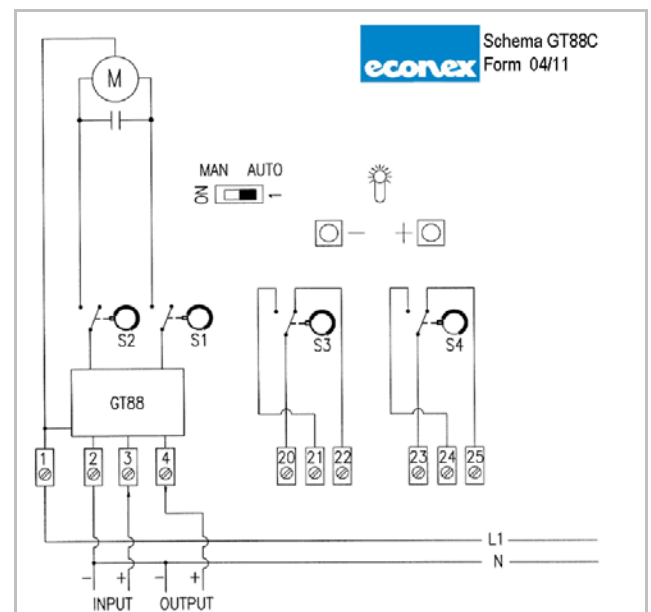 econex
Schema GT88C
Form 04/11
M
MAN AUTO
ON 1
- +
S2 S1 S3 S4
GT88
1 2 3 4 20 21 22 23 24 25
L1
N
- + - +
INPUT OUTPUT